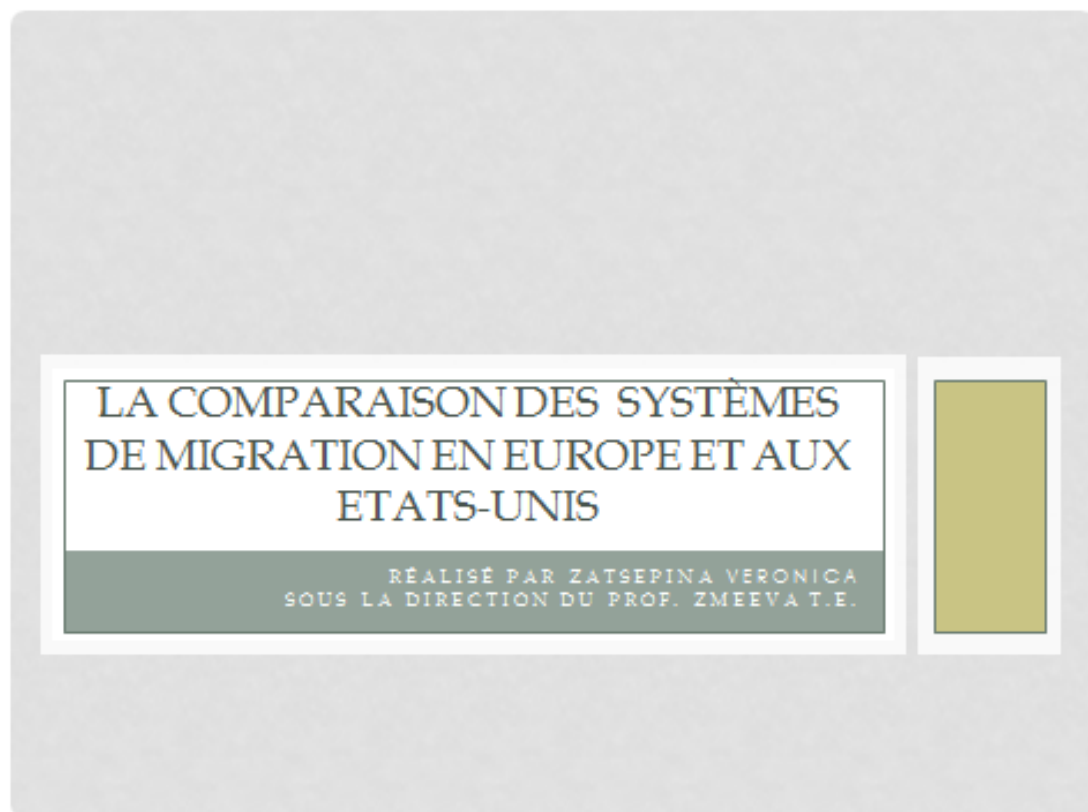 LA COMPARAISON DES SYSTÈMES
DE MIGRATION EN EUROPE ET AUX
ETATS-UNIS
RÉALISÉ PAR ZATSEPINA VERONICA
SOUS LA DIRECTION DU PROF. ZMEEVA T.E.